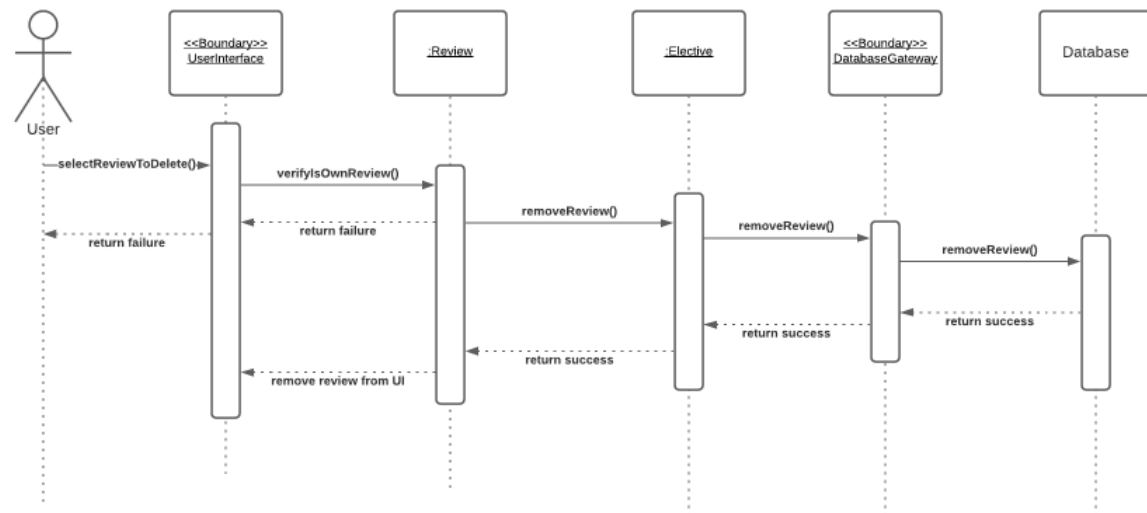 <<Boundary>>
UserInterface
:Review
:Elective
<<Boundary>>
DatabaseGateway
Database
User
selectReviewToDelete()
verifyIsOwnReview()
removeReview()
return failure
return failure
removeReview()
removeReview()
return success
return success
return success
remove review from UI